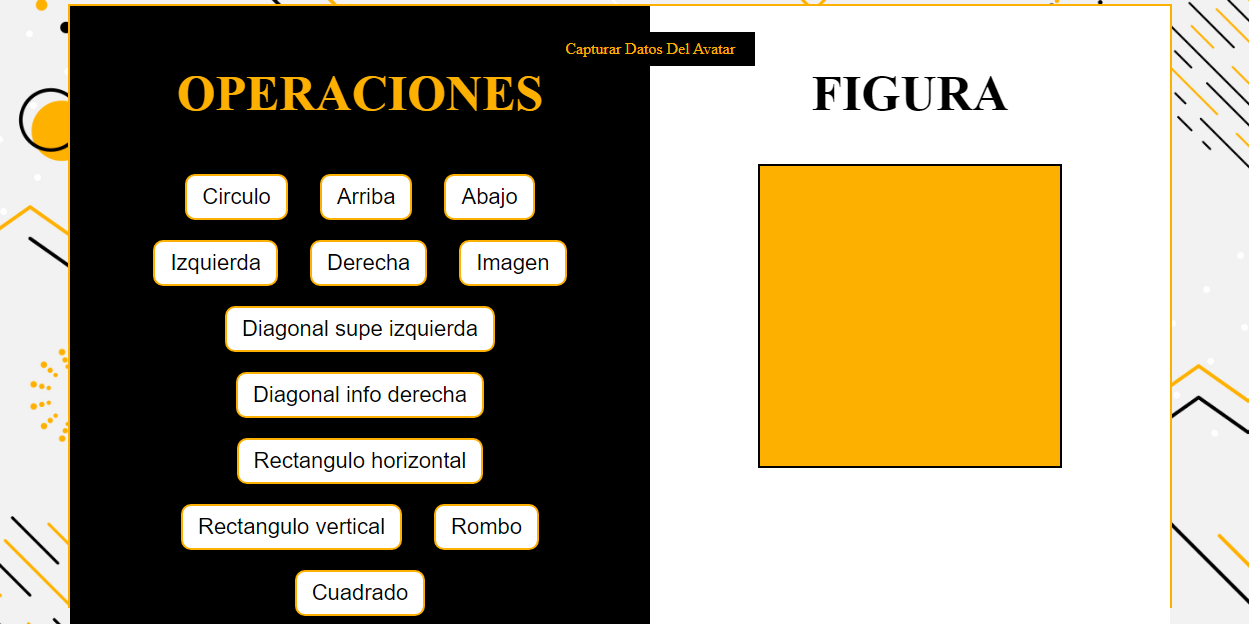 Capturar Datos Del Avatar
OPERACIONES
Circulo Arriba Abajo
Izquierda Derecha Imagen
Diagonal supe izquierda
Diagonal info derecha
Rectangulo horizontal
Rectangulo vertical Rombo
Cuadrado
FIGURA